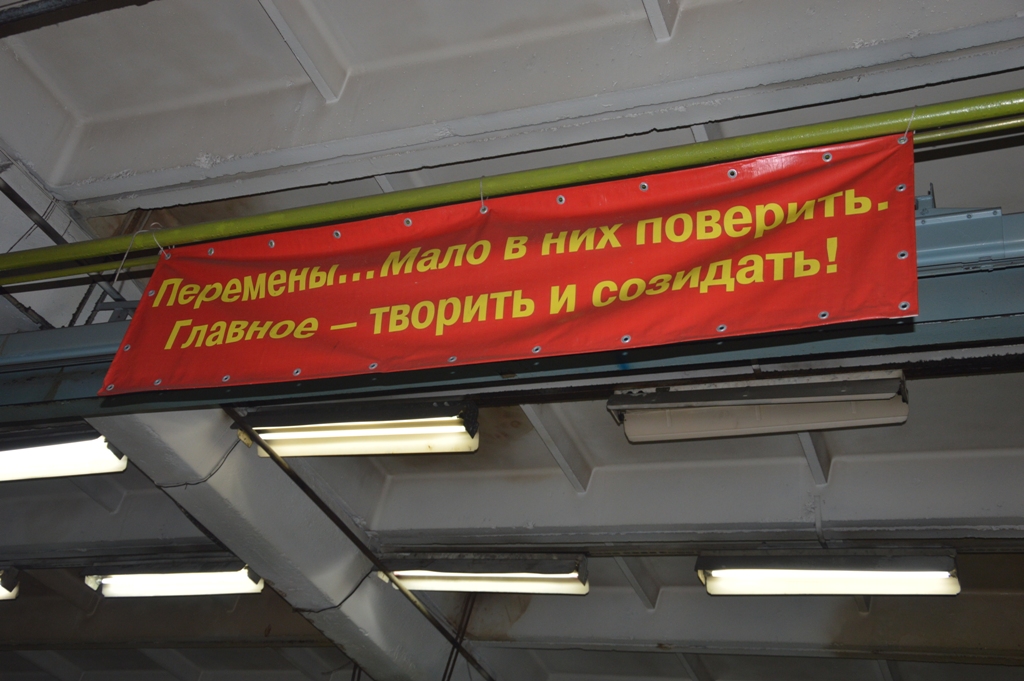 Перемены...Мало в них поверить.
Главное – творить и созидать!